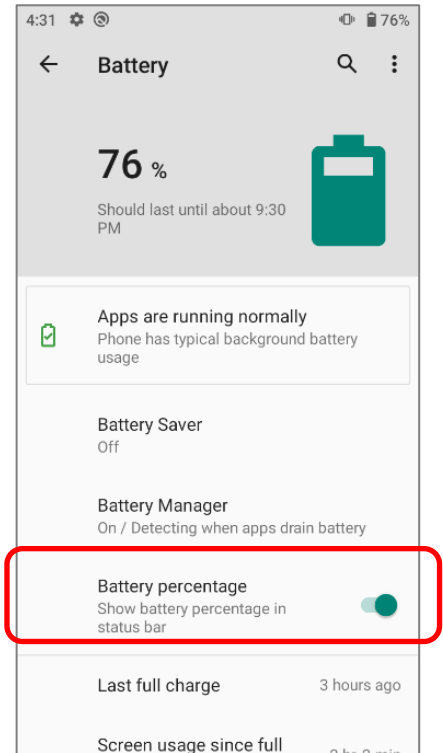 4:31 76%
Battery
76 %
Should last until about 9:30
PM
Apps are running normally
Phone has typical background battery
usage
Battery Saver
Off
Battery Manager
On / Detecting when apps drain battery
Battery percentage
Show battery percentage in
status bar
Last full charge 3 hours ago
Screen usage since full